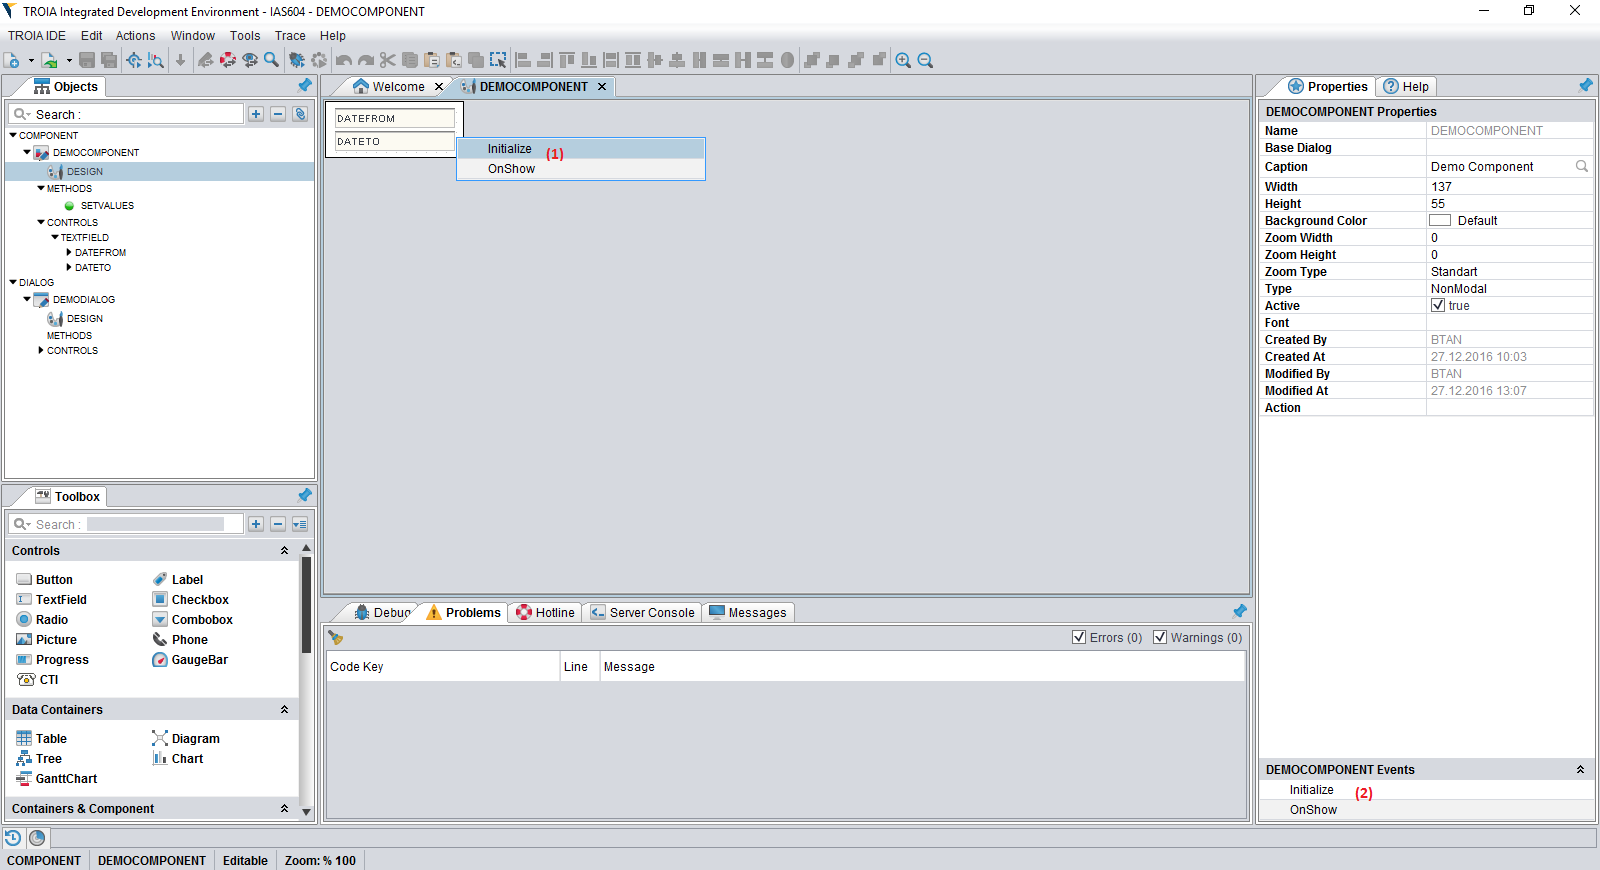 TROIA Integrated Development Environment - IAS604 - DEMOCOMPONENT
TROIA IDE Edit Actions Window Tools Trace Help
Objects
Search :
COMPONENT
DEMOCOMPONENT
DESIGN
METHODS
SETVALUES
CONTROLS
TEXTFIELD
DATEFROM
DATETO
DIALOG
DEMODIALOG
DESIGN
METHODS
CONTROLS
Toolbox
Search :
Controls
Button Label
TextField Checkbox
Radio Combobox
Picture Phone
Progress GaugeBar
CTI
Data Containers
Table Diagram
Tree Chart
GanttChart
Containers & Component
Welcome DEMOCOMPONENT
DATEFROM
DATETO
Initialize (1)
OnShow
Debug Problems Hotline Server Console Messages
Errors (0) Warnings (0)
Code Key Line Message
Properties Help
DEMOCOMPONENT Properties
Name DEMOCOMPONENT
Base Dialog
Caption Demo Component
Width 137
Height 55
Background Color Default
Zoom Width 0
Zoom Height 0
Zoom Type Standart
Type NonModal
Active true
Font
Created By BTAN
Created At 27.12.2016 10:03
Modified By BTAN
Modified At 27.12.2016 13:07
Action
DEMOCOMPONENT Events
Initialize (2)
OnShow
COMPONENT DEMOCOMPONENT Editable Zoom: % 100